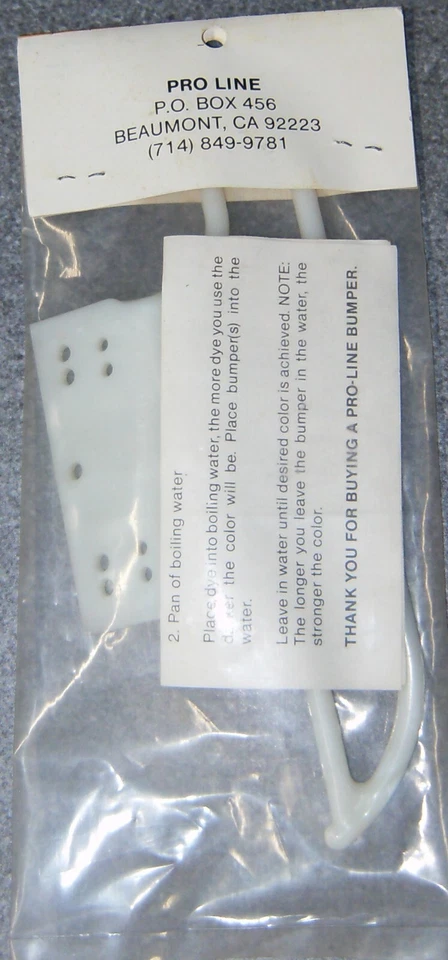 PRO LINE
P.O. BOX 456
BEAUMONT, CA 92223
(714) 849-9781
2. Pan of boiling water
Place dye into boiling water, the more dye you use the
the color will be. Place bumper(s) into the
water.
Leave in water until desired color is achieved. NOTE:
The longer you leave the bumper in the water, the
stronger the color.
THANK YOU FOR BUYING A PRO-LINE BUMPER.